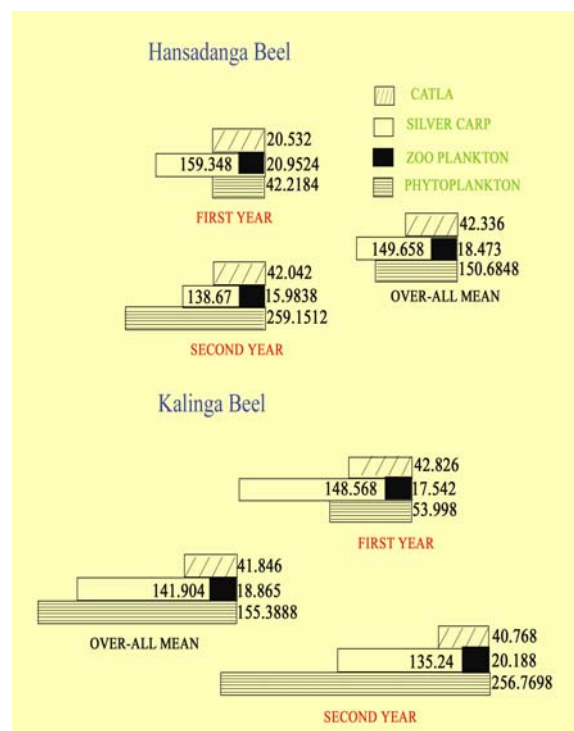 Hansadanga Beel
CATLA
SILVER CARP
ZOO PLANKTON
PHYTOPLANKTON
20.532
159.348 20.9524
42.2184
FIRST YEAR
42.336
149.658 18.473
150.6848
OVER-ALL MEAN
42.042
138.67 15.9838
259.1512
SECOND YEAR
Kalinga Beel
42.826
148.568 17.542
53.998
FIRST YEAR
41.846
141.904 18.865
155.3888
OVER-ALL MEAN
40.768
135.24 20.188
256.7698
SECOND YEAR